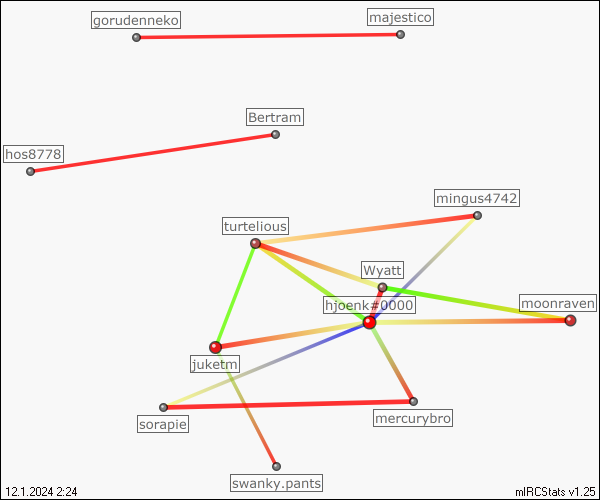 majestico
gorudenneko
Bertram
hos8778
mingus4742
turtelious
Wyatt
hjoenk#0000
moonraven
juketm
mercurybro
sorapie
swanky.pants
12.1.2024 2:24
mIRCStats v1.25